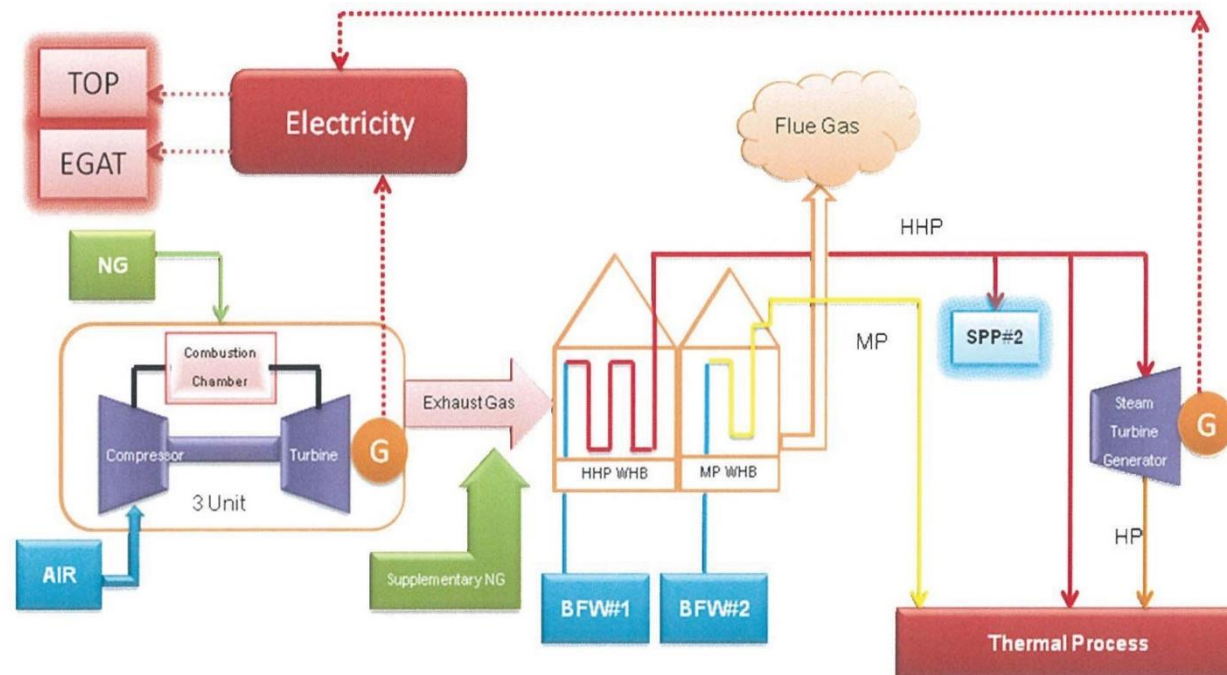 TOP
Electricity
EGAT
Flue Gas
HHP
NG
MP
SPP#2
Combustion
Chamber
Exhaust Gas
Steam
Turbine
Generator
G
Compressor
Turbine
G
HHP WHB
MP WHB
3 Unit
HP
AIR
Supplementary NG
BFW#1
BFW#2
Thermal Process